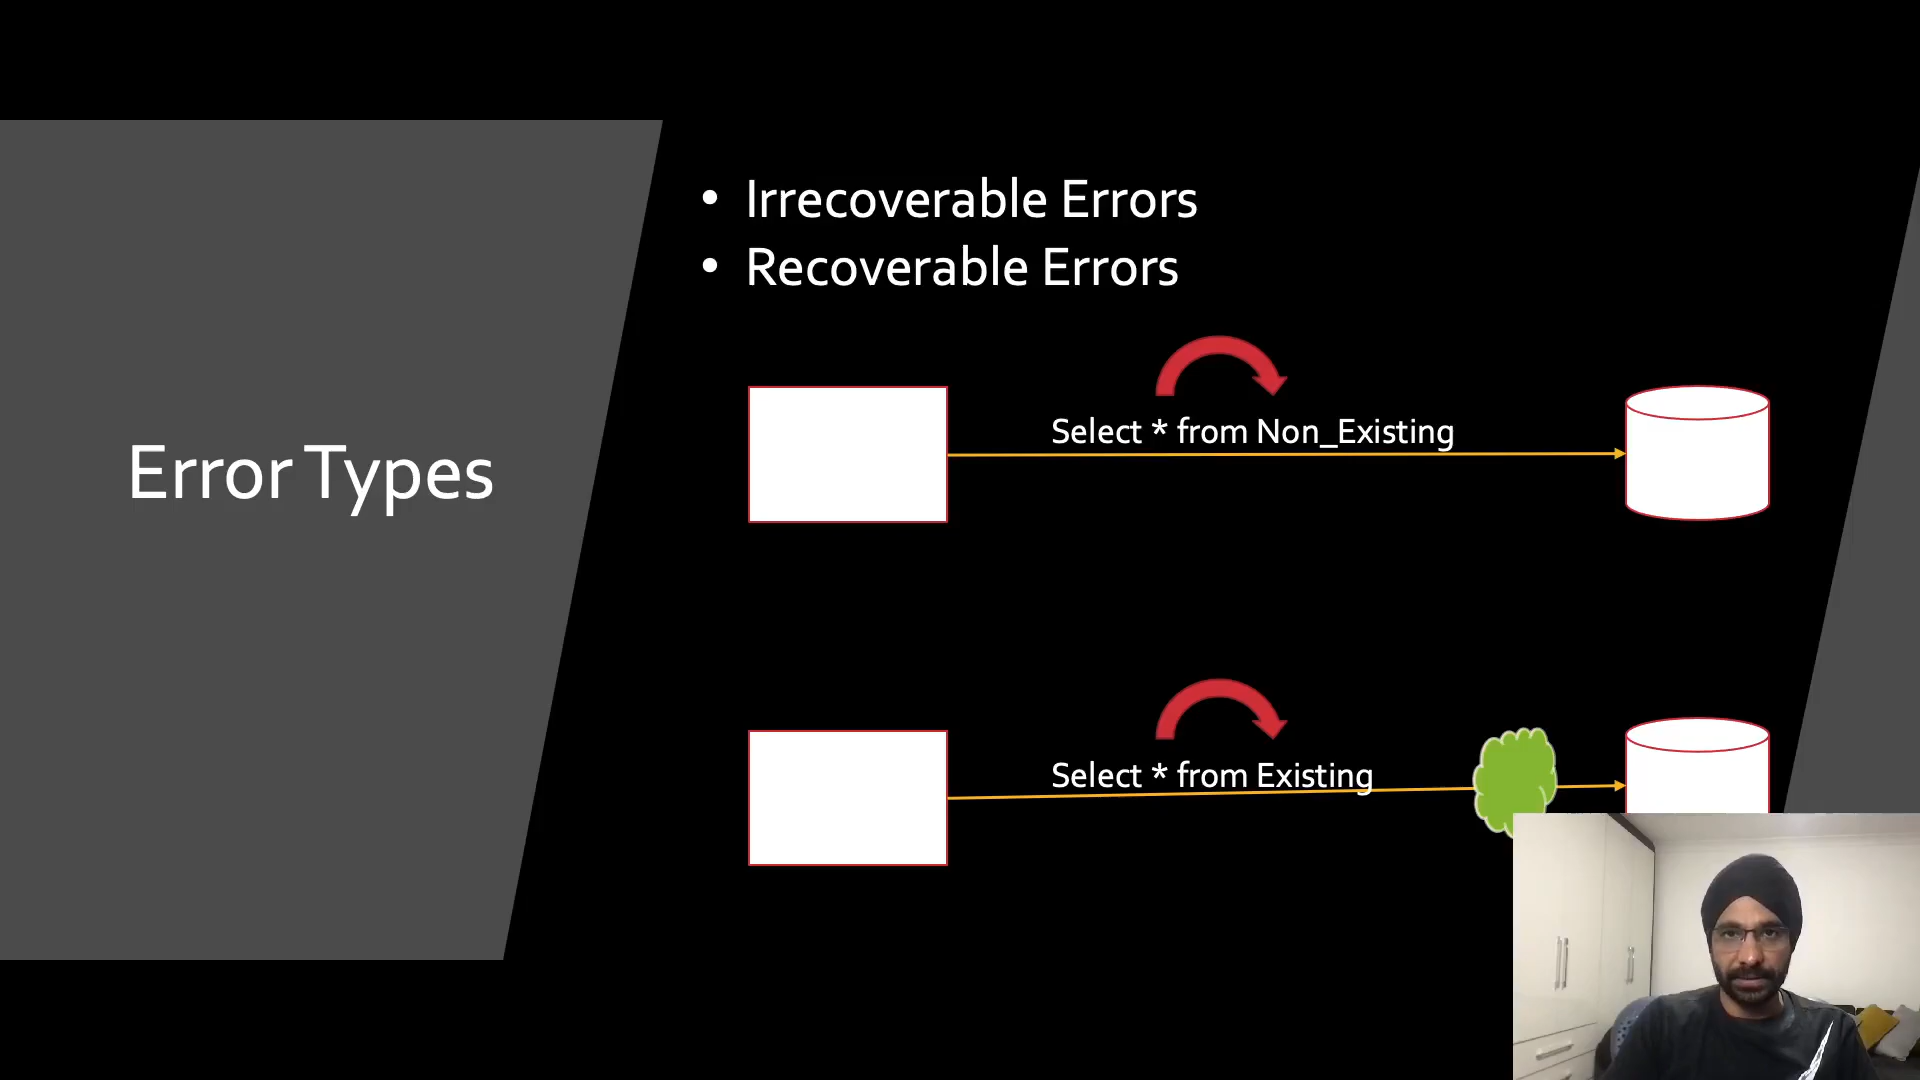 Error Types
• Irrecoverable Errors
• Recoverable Errors
Select * from Non_Existing
Select * from Existing